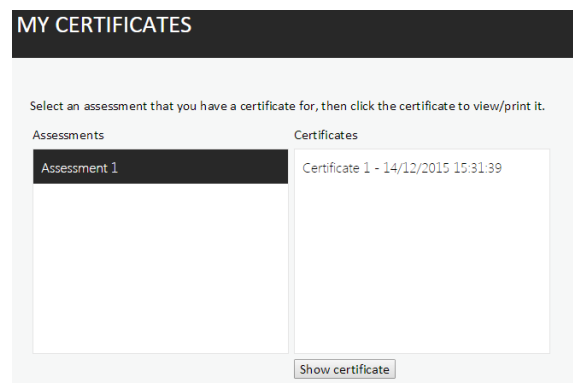 MY CERTIFICATES
Select an assessment that you have a certificate for, then click the certificate to view/print it.
Assessments
Certificates
Assessment 1
Certificate 1 - 14/12/2015 15:31:39
Show certificate